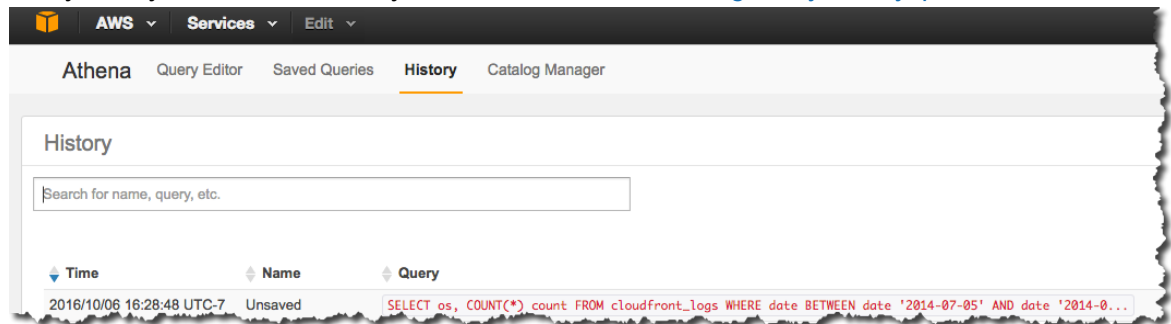 AWS Services Edit
Athena Query Editor Saved Queries History Catalog Manager
History
Search for name, query, etc.
Time Name Query
2016/10/06 16:28:48 UTC-7 Unsaved SELECT os, COUNT(*) count FROM cloudfront_logs WHERE date BETWEEN date '2014-07-05' AND date '2014-0...